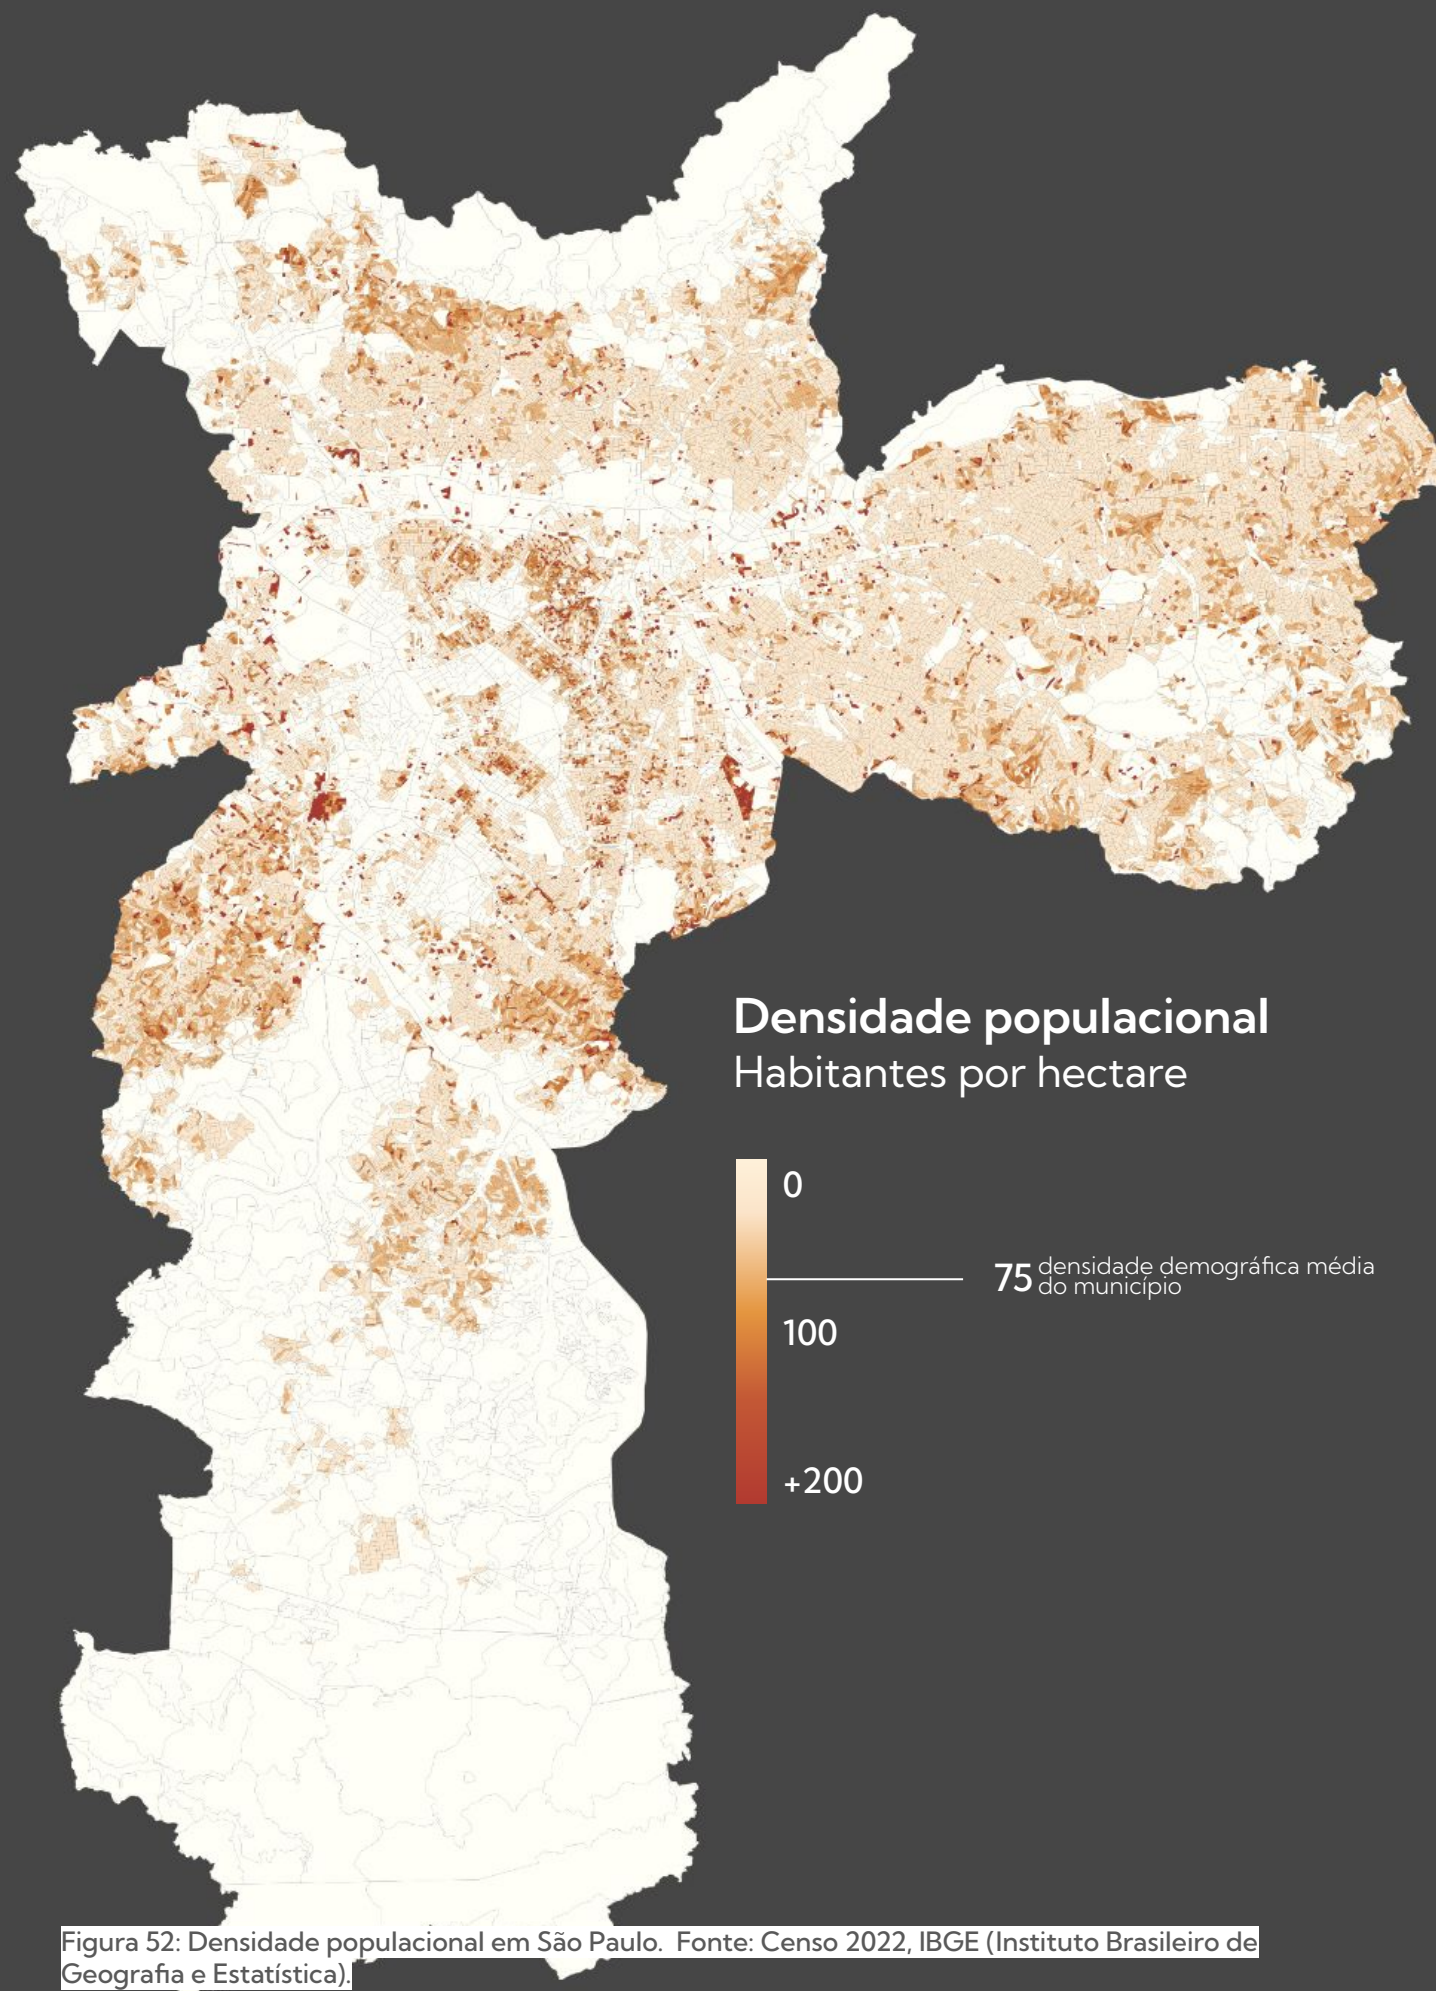 Densidade populacional
Habitantes por hectare
0
75 densidade demográfica média
do município
100
+200
Figura 52: Densidade populacional em São Paulo. Fonte: Censo 2022, IBGE (Instituto Brasileiro de
Geografia e Estatística).